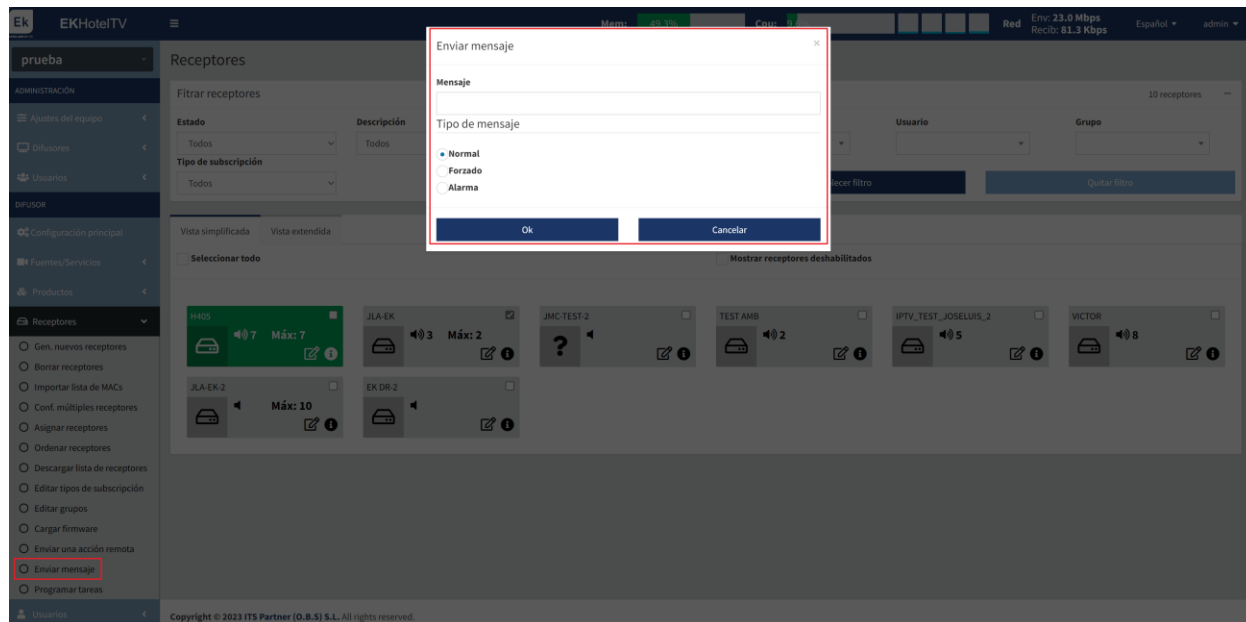 Ek EKHotelTV Mem: 49.3% Cpu: Red Env: 23.0 Mbps Español admin
Recib: 81.3 Kbps
prueba
ADMINISTRACIÓN
Ajustes del equipo
Difusores
Usuarios
DIFUSOR
Configuración principal
Fuentes/Servicios
Productos
Receptores
Gen. nuevos receptores
Borrar receptores
Importar lista de MACs
Conf. múltiples receptores
Asignar receptores
Ordenar receptores
Descargar lista de receptores
Editar tipos de subscripción
Editar grupos
Cargar firmware
Enviar una acción remota
Enviar mensaje
Programar tareas
Usuarios
Receptores
Fitrar receptores 10 receptores
Estado Descripción Usuario Grupo
Todos Todos
Tipo de subscripción
Todos lecer filtro Quitar filtro
Enviar mensaje ×
Mensaje
Tipo de mensaje
Normal
Forzado
Alarma
Ok Cancelar
Vista simplificada Vista extendida
Seleccionar todo Mostrar receptores deshabilitados
H405 JLA-EK JMC-TEST-2 TEST AMB IPTV_TEST_JOSELUIS_2 VICTOR
7 Máx: 7 3 Máx: 2 ? 2 5 8
JLA-EK-2 EK DR-2
Máx: 10
Copyright © 2023 ITS Partner (O.B.S) S.L. All rights reserved.